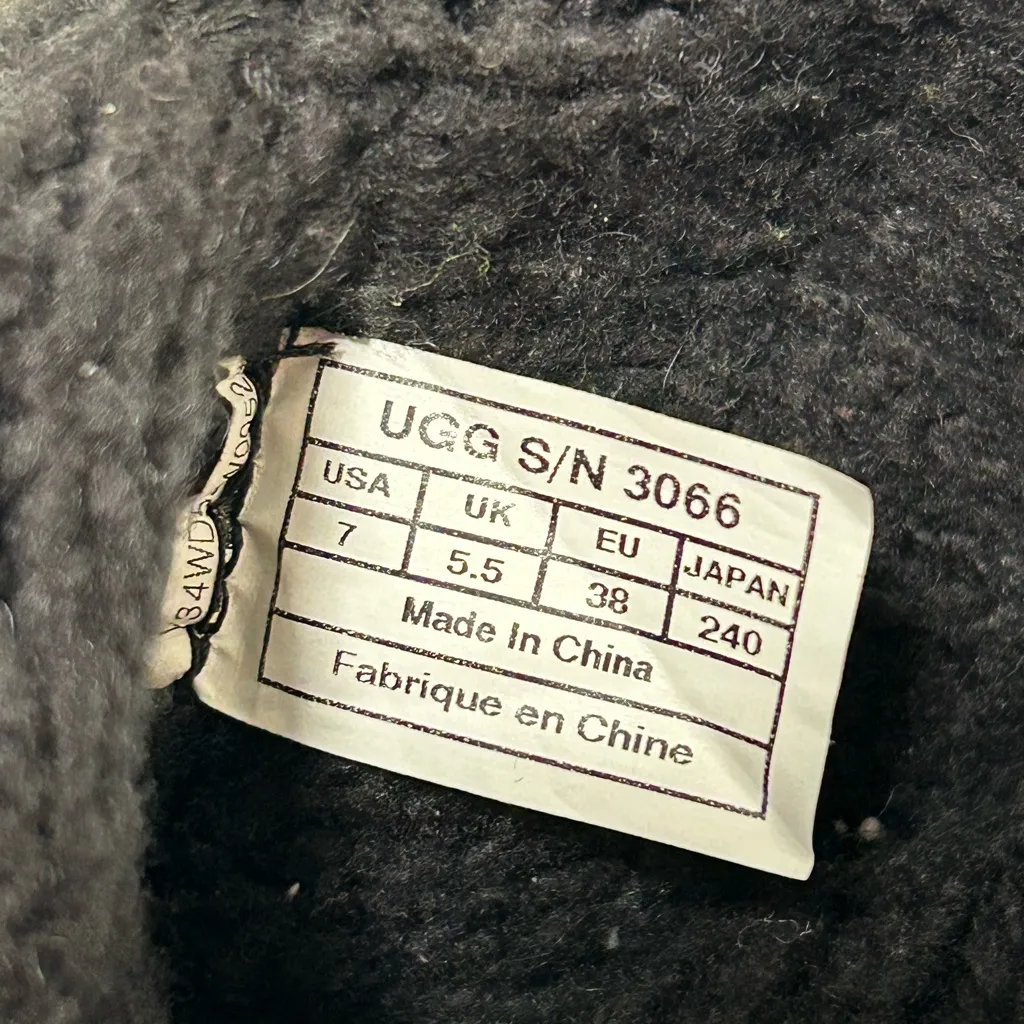 UGG S/N 3066
USA UK EU JAPAN
7 5.5 38 240
Made In China
Fabrique en Chine